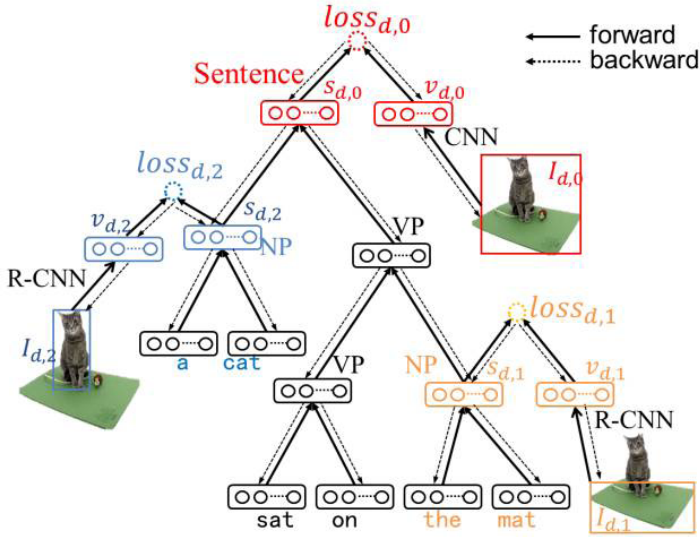 loss_{d,0}
forward
backward
Sentence
s_{d,0}
v_{d,0}
CNN
I_{d,0}
loss_{d,2}
v_{d,2}
s_{d,2}
NP
VP
R-CNN
I_{d,2}
a
cat
loss_{d,1}
VP
NP
s_{d,1}
v_{d,1}
R-CNN
I_{d,1}
sat
on
the
mat